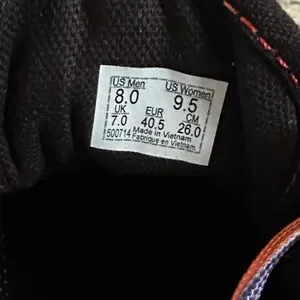 US Men US Women
8.0 9.5
UK EUR CM
7.0 40.5 26.0
500714 Made in Vietnam
Fabrique en Vietnam